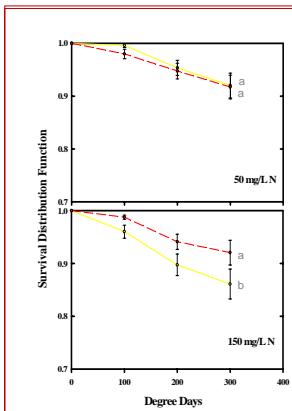 Survival Distribution Function
1.0
0.9
0.8
0.7
a
a
50 mg/L N
1.0
0.9
0.8
0.7
a
b
150 mg/L N
0 100 200 300 400
Degree Days